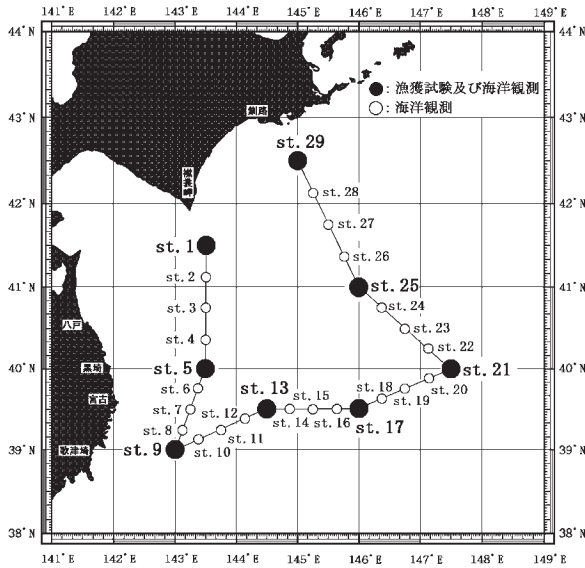 141° E 142° E 143° E 144° E 145° E 146° E 147° E 148° E 149° E
44° N 44° N
●: 漁獲試験及び海洋観測
○: 海洋観測
釧路
43° N 43° N
st. 29
襟裳岬
st. 28
42° N 42° N
st. 27
st. 1
st. 26
st. 2
41° N 41° N
st. 25
st. 3
st. 24
八戸
st. 23
st. 4
st. 22
40° N 40° N
黒埼
st. 5
st. 21
st. 6
st. 18
st. 20
宮古
st. 13
st. 15
st. 19
st. 7
st. 12
st. 14
st. 16
st. 17
st. 8
st. 11
39° N 39° N
歌津埼
st. 9
st. 10
38° N 38° N
141° E 142° E 143° E 144° E 145° E 146° E 147° E 148° E 149° E